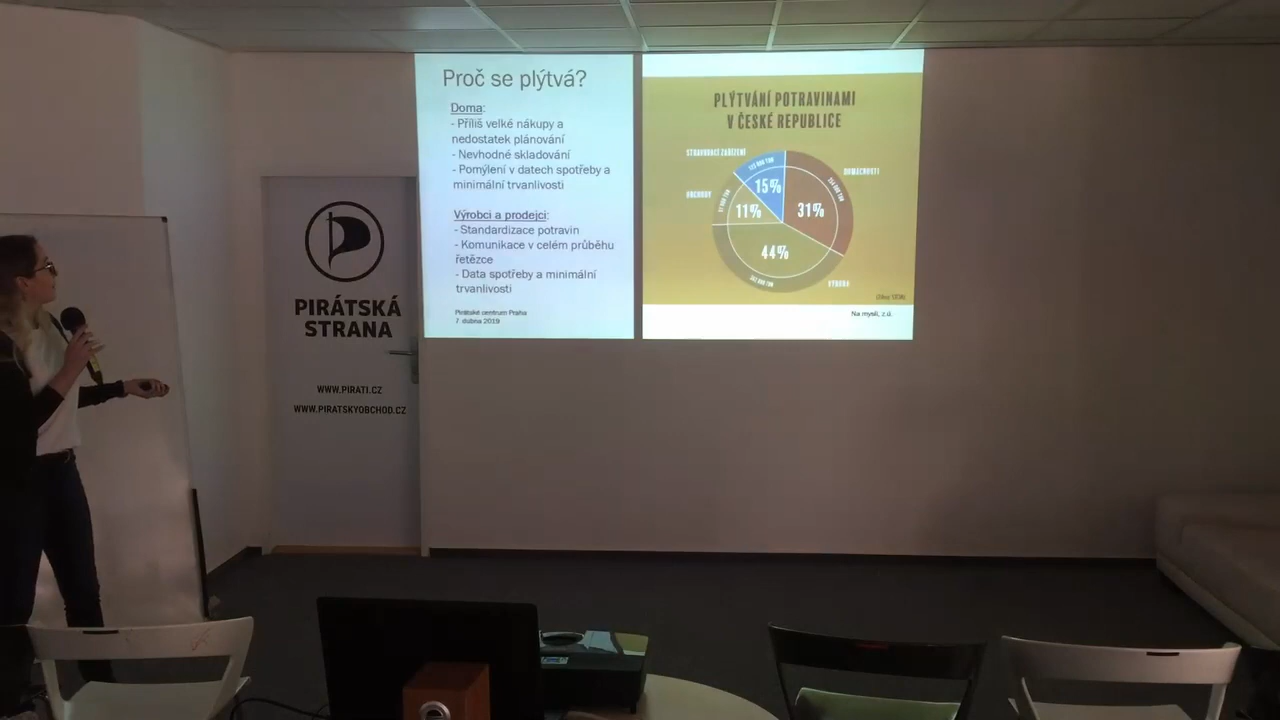 Proč se plýtvá?
Doma:
- Příliš velké nákupy a
nedostatek plánování
- Nevhodné skladování
- Pomýlení v datech spotřeby a
minimální trvanlivosti
Výrobci a prodejci:
- Standardizace potravin
- Komunikace v celém průběhu
řetězce
- Data spotřeby a minimální
trvanlivosti
Pirátské centrum Praha
7. dubna 2019
PLÝTVÁNÍ POTRAVINAMI
V ČESKÉ REPUBLICE
STRAVOVACÍ ZAŘÍZENÍ
DOMÁCNOSTI
OBCHODY
15%
11%
31%
44%
VÝROBA
Na mysli, z.ú.
PIRÁTSKÁ
STRANA
WWW.PIRATI.CZ
WWW.PIRATSKYOBCHOD.CZ